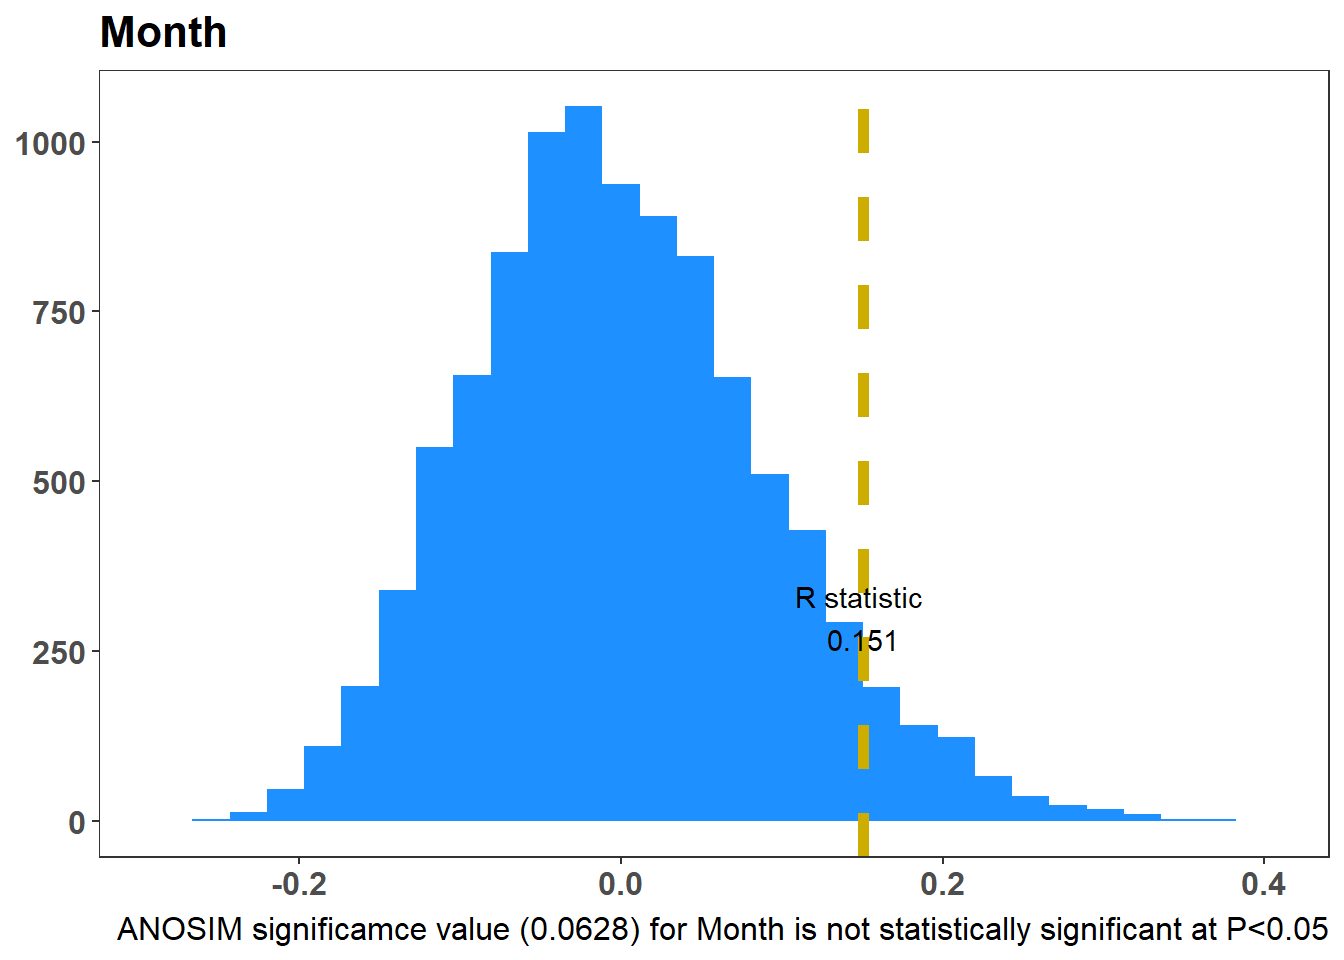 Month
1000
750
500
250
0
R statistic
0.151
-0.2 0.0 0.2 0.4
ANOSIM significamce value (0.0628) for Month is not statistically significant at P<0.05